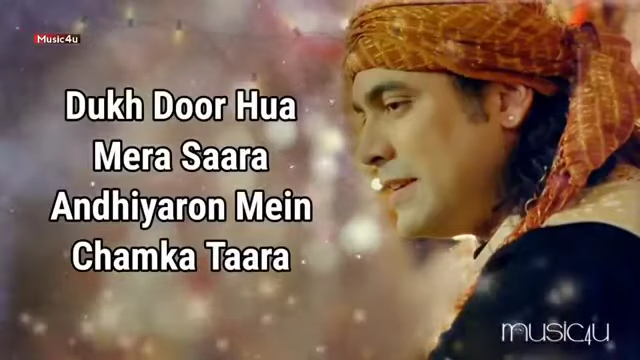 Music4u
Dukh Door Hua
Mera Saara
Andhiyaron Mein
Chamka Taara
music4u